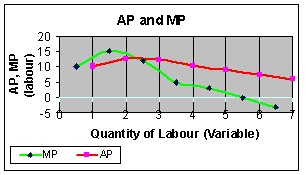 AP and MP
AP, MP
(labour)
20
15
10
5
0
-5
0 1 2 3 4 5 6 7
Quantity of Labour (Variable)
MP AP